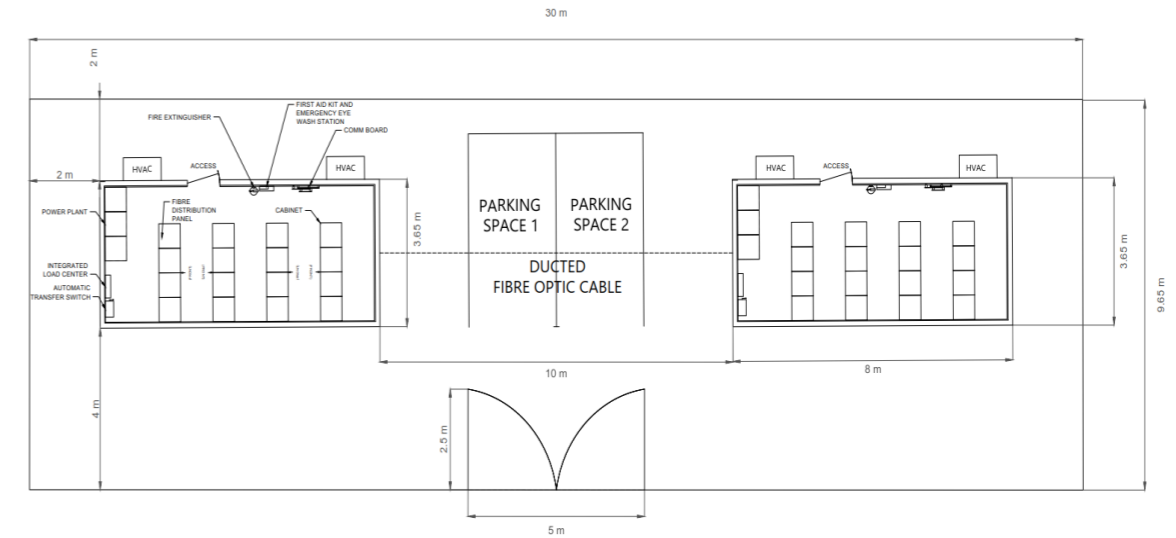 30 m
2 m
FIRST AID KIT AND
EMERGENCY EYE
WASH STATION
FIRE EXTINGUISHER
COMM BOARD
HVAC
ACCESS
HVAC
HVAC
ACCESS
HVAC
2 m
POWER PLANT
FIBRE
DISTRIBUTION
PANEL
CABINET
PARKING
SPACE 1
PARKING
SPACE 2
3.65 m
3.65 m
INTEGRATED
LOAD CENTER
AUTOMATIC
TRANSFER SWITCH
DUCTED
FIBRE OPTIC CABLE
9.65 m
10 m
8 m
4 m
2.5 m
5 m